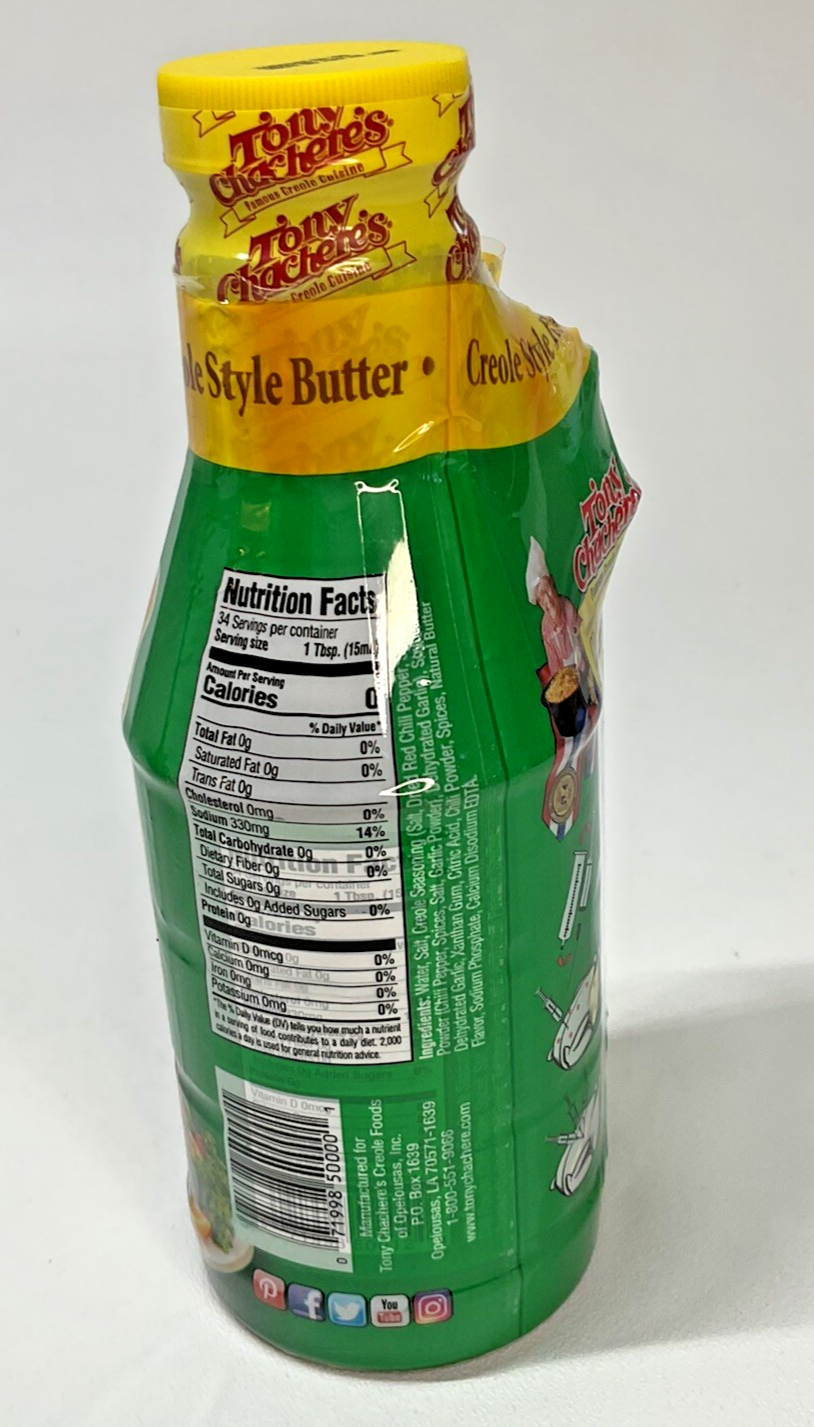 Tony
Chachere's
Famous Creole Cuisine
Tony
Chachere's
Creole Cuisine
Style Butter • Creole Style
Tony
Chachere
Nutrition Facts
34 Servings per container
Serving size 1 Tbsp. (15m
Amount Per Serving
Calories 0
% Daily Value*
Total Fat 0g 0%
Saturated Fat 0g 0%
Trans Fat 0g
Cholesterol 0mg 0%
Sodium 330mg 14%
Total Carbohydrate 0g 0%
Dietary Fiber 0g 0%
Total Sugars 0g
Includes 0g Added Sugars 0%
Protein 0g
Vitamin D 0mcg 0%
Calcium 0mg 0%
Iron 0mg 0%
Potassium 0mg 0%
*The % Daily Value (DV) tells you how much a nutrient
in a serving of food contributes to a daily diet. 2,000
calories a day is used for general nutrition advice.
Ingredients: Water, Salt, Creole Seasoning (Salt, Dried Red Chili Pepper,
Powder (Chili Pepper, Spices, Salt, Garlic Powder), Dehydrated Garlic),
Dehydrated Garlic, Xanthan Gum, Citric Acid, Chili Powder, Spices, Natural Butter
Flavor, Sodium Phosphate, Calcium Disodium EDTA.
0 71998 50000 1
Manufactured for
Tony Chachere's Creole Foods
of Opelousas, Inc.
P.O. Box 1639
Opelousas, LA 70571-1639
1-800-551-9066
www.tonychachere.com
You
Tube